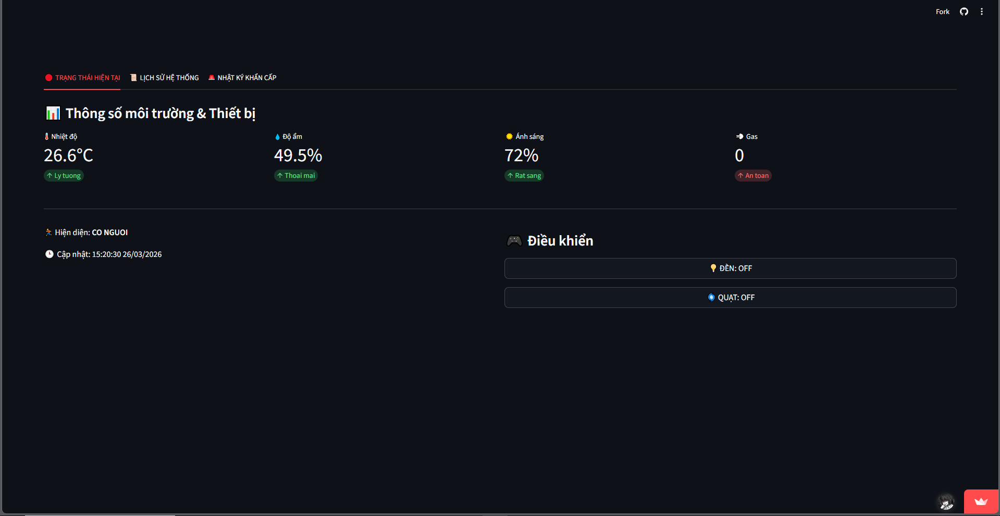 Fork
TRẠNG THÁI HIỆN TẠI
LỊCH SỬ HỆ THỐNG
NHẬT KÝ KHẨN CẤP
Thông số môi trường & Thiết bị
Nhiệt độ
26.6°C
↑ Ly tuong
Độ ẩm
49.5%
↑ Thoai mai
Ánh sáng
72%
↑ Rat sang
Gas
0
↑ An toan
Hiện diện: CO NGUOI
Cập nhật: 15:20:30 26/03/2026
Điều khiển
ĐÈN: OFF
QUẠT: OFF